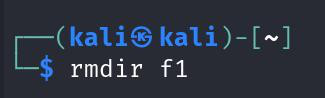 ┌──(kali㉿kali)-[~]
└─$ rmdir f1